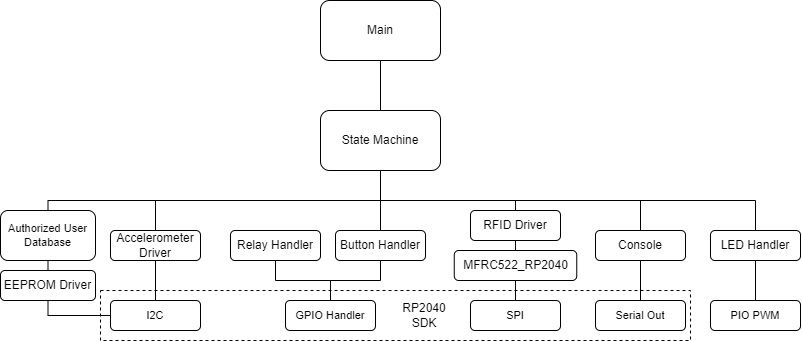 Main
State Machine
Authorized User
Database
Accelerometer
Driver
Relay Handler
Button Handler
RFID Driver
Console
LED Handler
EEPROM Driver
MFRC522_RP2040
I2C
GPIO Handler
RP2040
SDK
SPI
Serial Out
PIO PWM